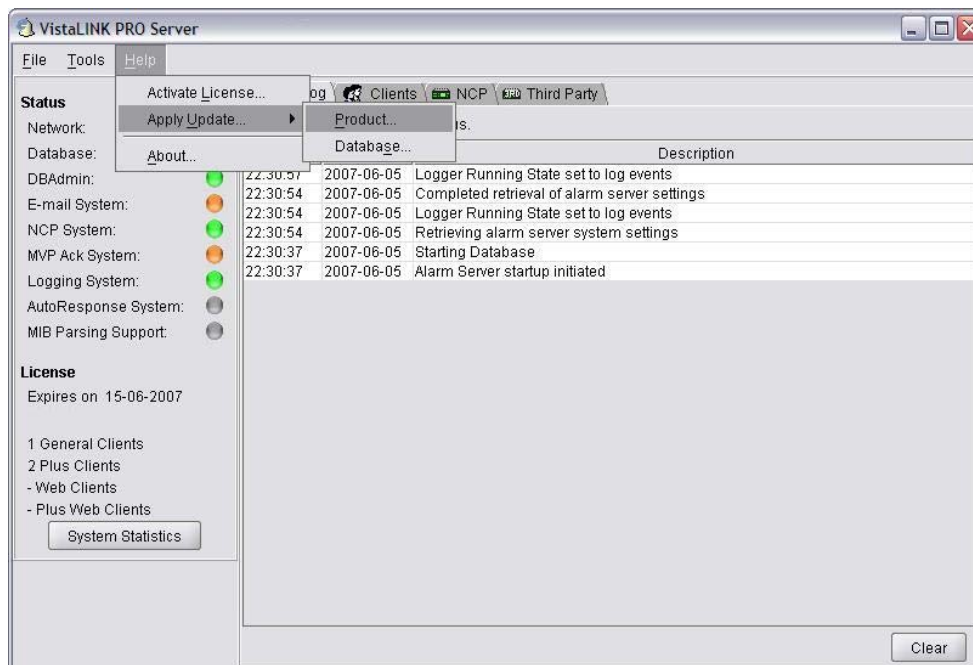 VistaLINK PRO Server
File Tools Help
Activate License...
Apply Update...
About...
Product...
Database...
og Clients NCP Third Party
us.
Status
Network:
Database:
DBAdmin:
E-mail System:
NCP System:
MVP Ack System:
Logging System:
AutoResponse System:
MIB Parsing Support:
License
Expires on 15-06-2007
1 General Clients
2 Plus Clients
- Web Clients
- Plus Web Clients
System Statistics
Description
22:30:57 2007-06-05 Logger Running State set to log events
22:30:54 2007-06-05 Completed retrieval of alarm server settings
22:30:54 2007-06-05 Logger Running State set to log events
22:30:54 2007-06-05 Retrieving alarm server system settings
22:30:37 2007-06-05 Starting Database
22:30:37 2007-06-05 Alarm Server startup initiated
Clear